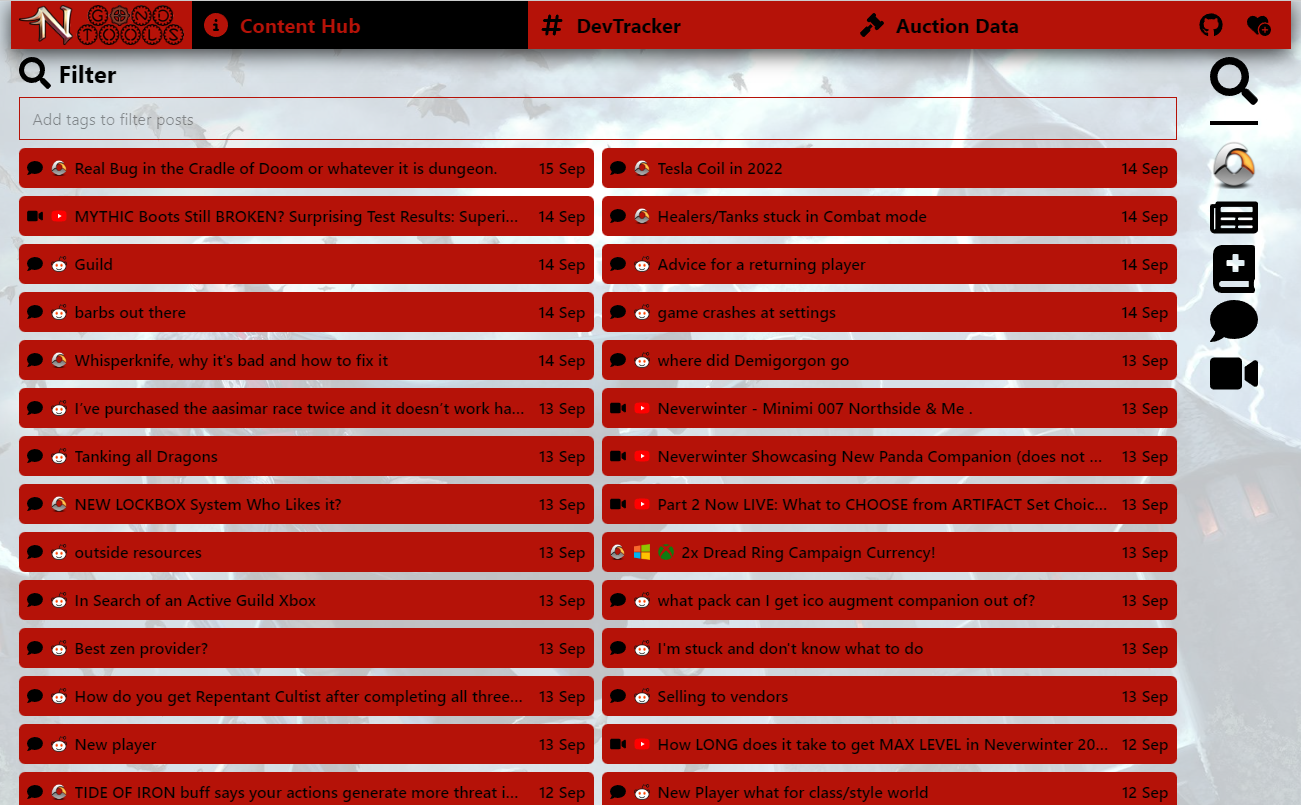 N GOND TOOLS
Content Hub
DevTracker
Auction Data
Filter
Add tags to filter posts
Real Bug in the Cradle of Doom or whatever it is dungeon. 15 Sep
Tesla Coil in 2022 14 Sep
MYTHIC Boots Still BROKEN? Surprising Test Results: Superi... 14 Sep
Healers/Tanks stuck in Combat mode 14 Sep
Guild 14 Sep
Advice for a returning player 14 Sep
barbs out there 14 Sep
game crashes at settings 14 Sep
Whisperknife, why it's bad and how to fix it 14 Sep
where did Demigorgon go 13 Sep
I've purchased the aasimar race twice and it doesn't work ha... 13 Sep
Neverwinter - Minimi 007 Northside & Me . 13 Sep
Tanking all Dragons 13 Sep
Neverwinter Showcasing New Panda Companion (does not ... 13 Sep
NEW LOCKBOX System Who Likes it? 13 Sep
Part 2 Now LIVE: What to CHOOSE from ARTIFACT Set Choic... 13 Sep
outside resources 13 Sep
2x Dread Ring Campaign Currency! 13 Sep
In Search of an Active Guild Xbox 13 Sep
what pack can I get ico augment companion out of? 13 Sep
Best zen provider? 13 Sep
I'm stuck and don't know what to do 13 Sep
How do you get Repentant Cultist after completing all three... 13 Sep
Selling to vendors 13 Sep
New player 13 Sep
How LONG does it take to get MAX LEVEL in Neverwinter 20... 12 Sep
TIDE OF IRON buff says your actions generate more threat i... 12 Sep
New Player what for class/style world 12 Sep